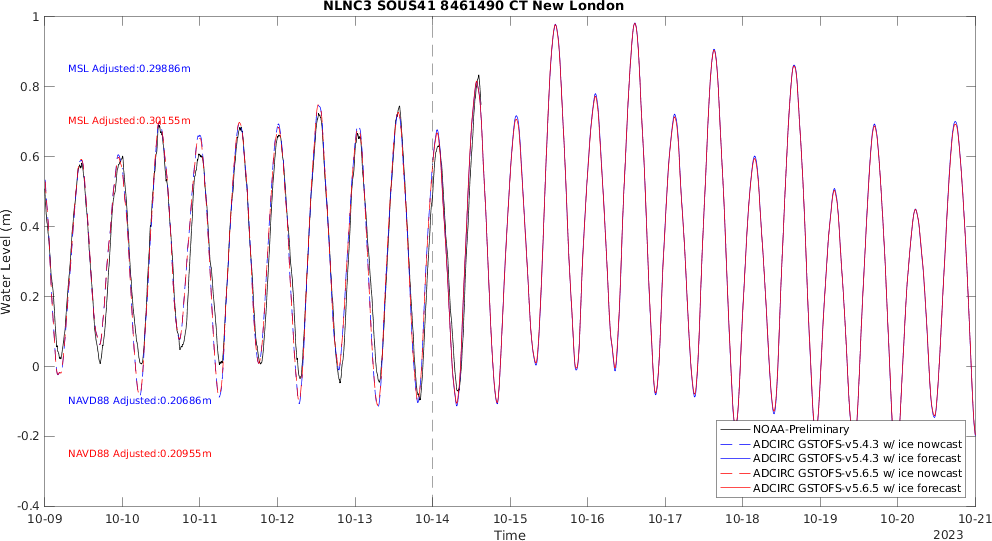 NLNC3 SOUS41 8461490 CT New London
1
0.8
0.6
0.4
0.2
0
-0.2
-0.4
Water Level (m)
MSL Adjusted:0.29886m
MSL Adjusted:0.30155m
NAVD88 Adjusted:0.20686m
NAVD88 Adjusted:0.20955m
NOAA-Preliminary
ADCIRC GSTOFS-v5.4.3 w/ ice nowcast
ADCIRC GSTOFS-v5.4.3 w/ ice forecast
ADCIRC GSTOFS-v5.6.5 w/ ice nowcast
ADCIRC GSTOFS-v5.6.5 w/ ice forecast
10-09 10-10 10-11 10-12 10-13 10-14 10-15 10-16 10-17 10-18 10-19 10-20 10-21
Time
2023